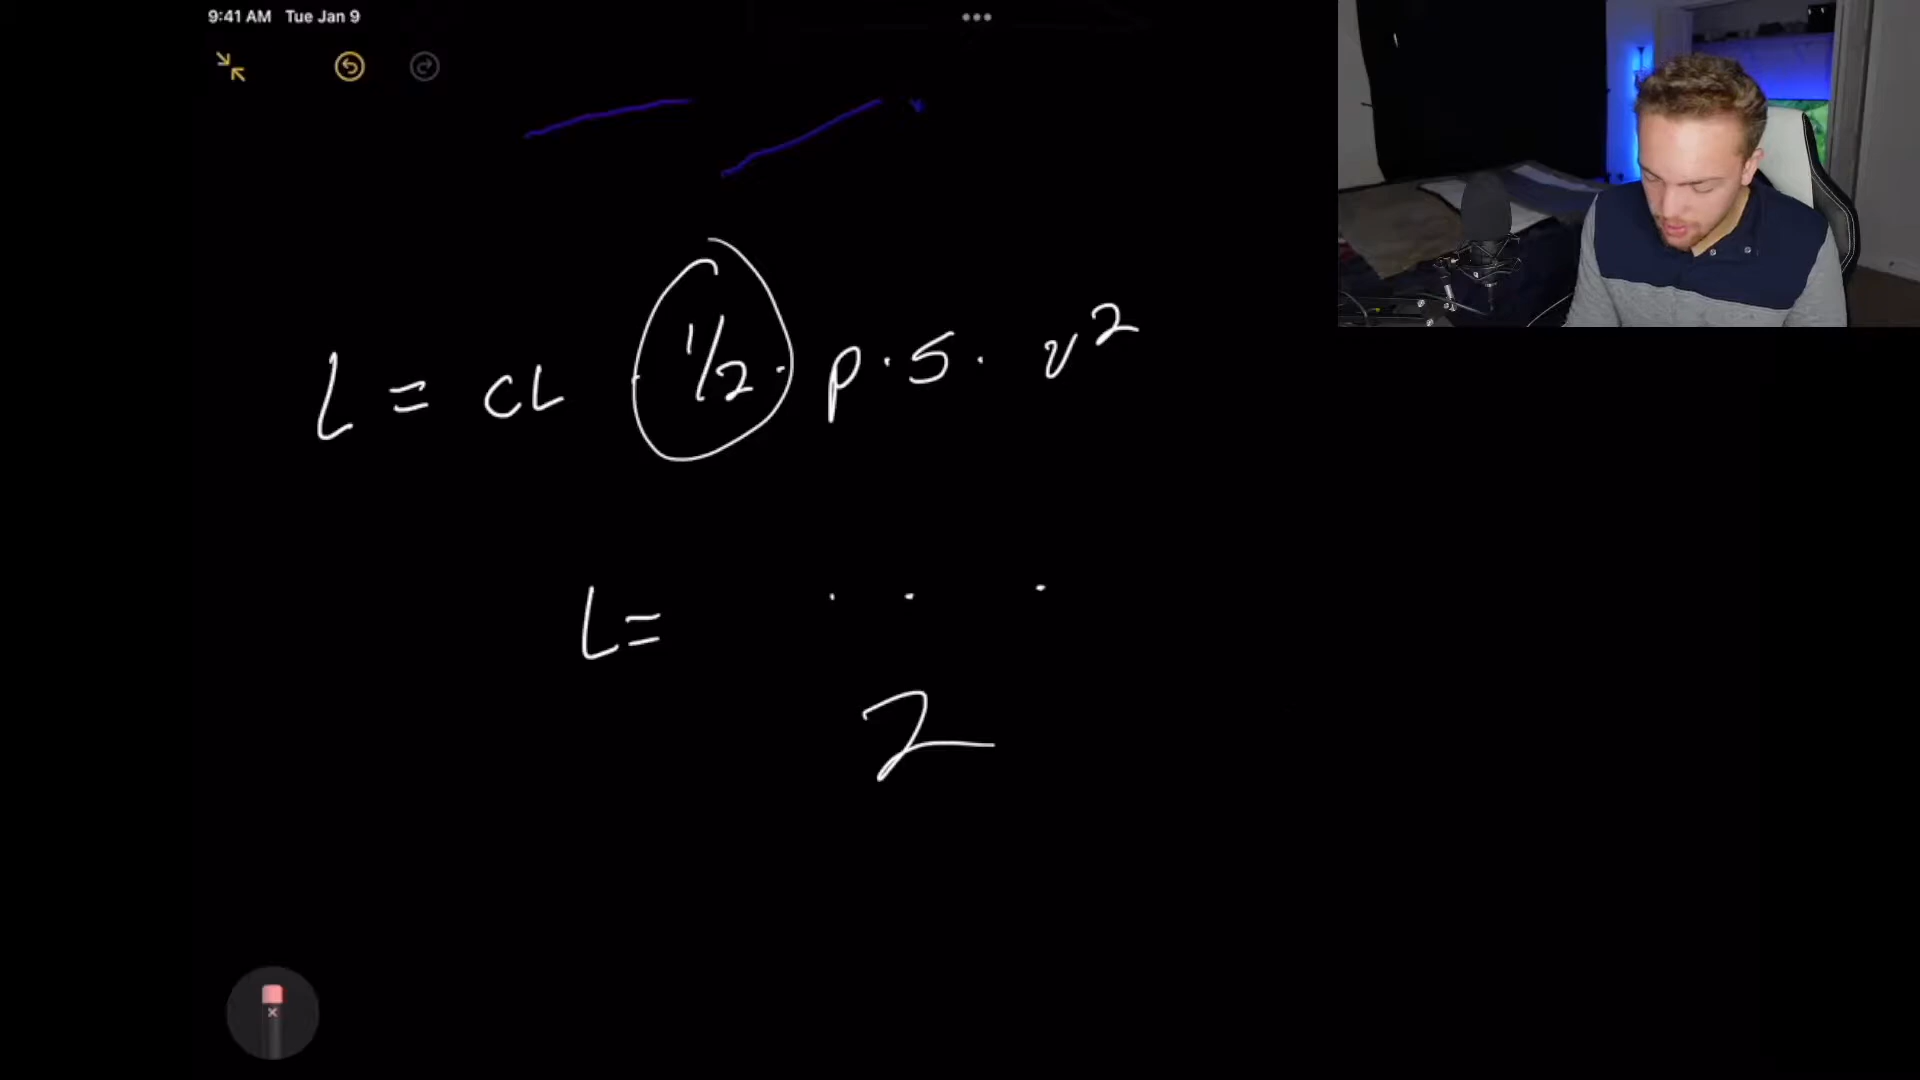 9:41 AM Tue Jan 9
L = CL · 1/2 · p · S · v²
L = · · ·
2